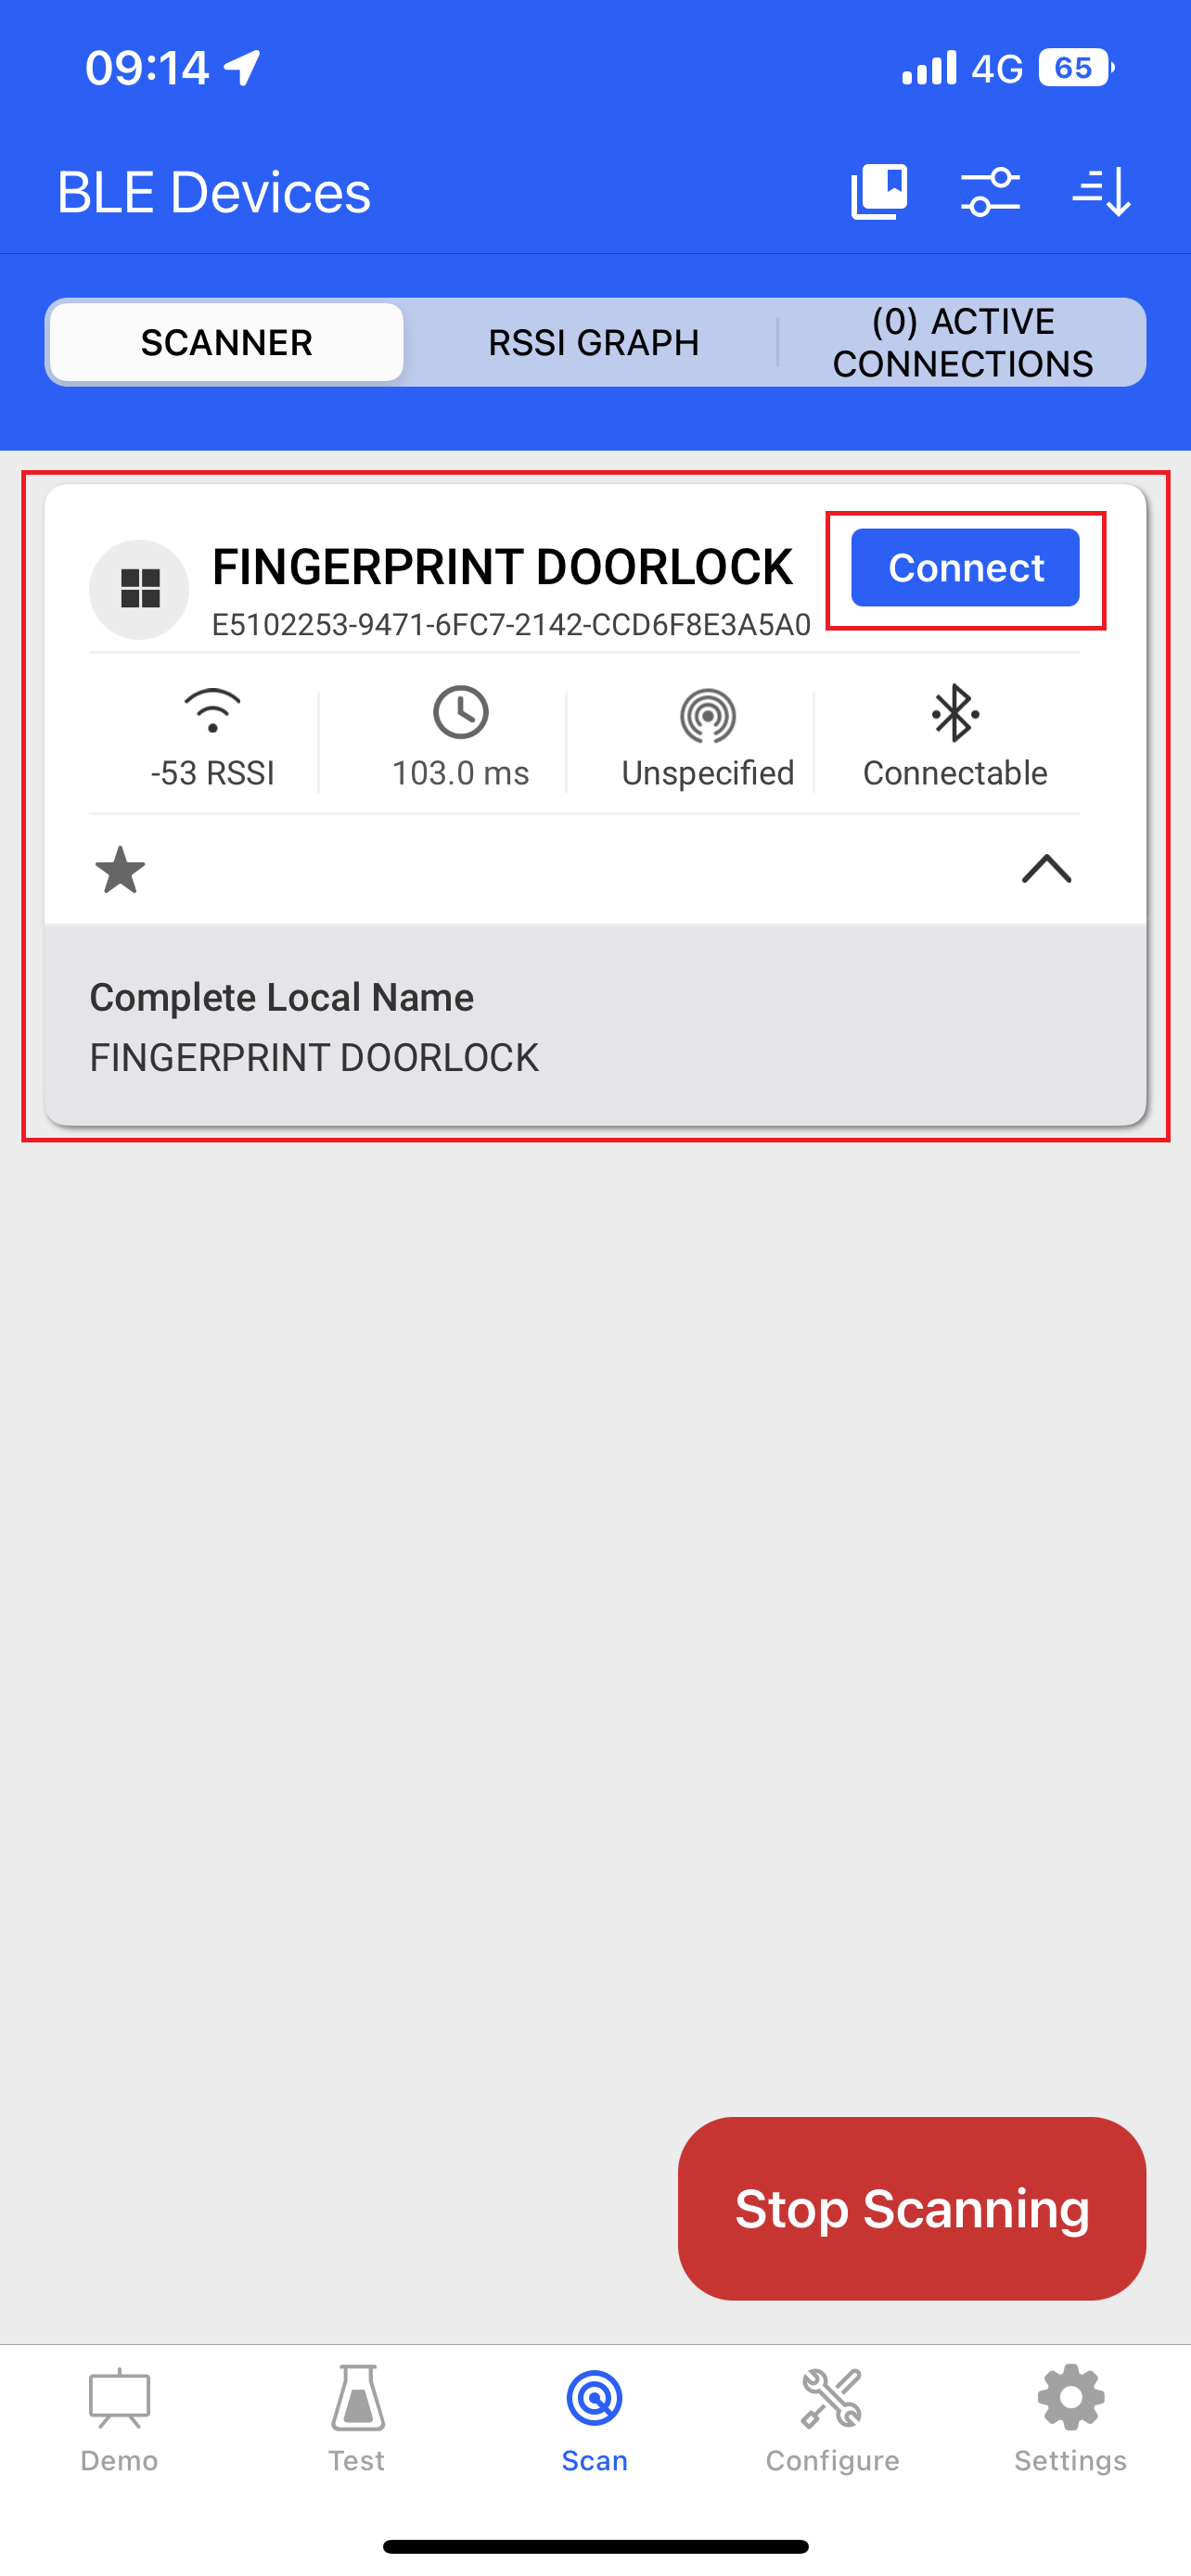 09:14 4G 65
BLE Devices
SCANNER
RSSI GRAPH
(0) ACTIVE
CONNECTIONS
FINGERPRINT DOORLOCK
Connect
E5102253-9471-6FC7-2142-CCD6F8E3A5A0
-53 RSSI
103.0 ms
Unspecified
Connectable
Complete Local Name
FINGERPRINT DOORLOCK
Stop Scanning
Demo
Test
Scan
Configure
Settings